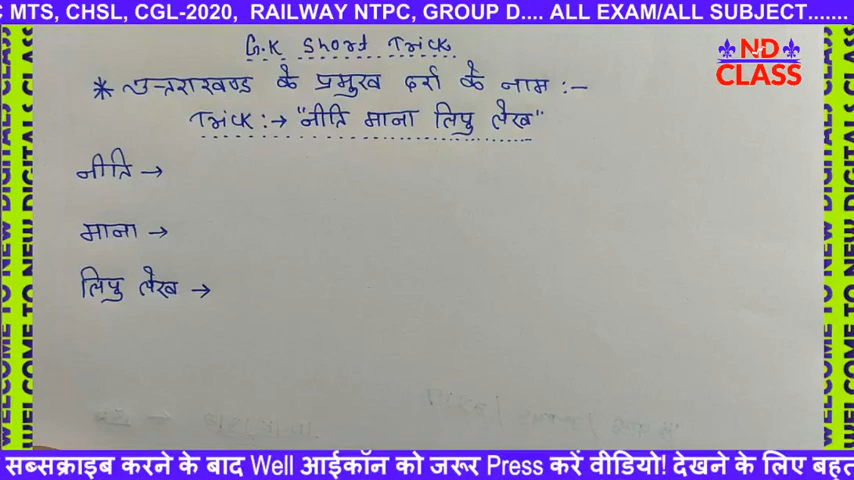 C MTS, CHSL, CGL-2020, RAILWAY NTPC, GROUP D.... ALL EXAM/ALL SUBJECT.......
G.K Short Trick
ND
CLASS
* उत्तराखण्ड के प्रमुख दर्रा के नाम :-
Trick :→ "नीति माना लिपु लेख"
नीति →
माना →
लिपु लेख →
WELCOME TO NEW DIGITALS CLASS
सब्सक्राइब करने के बाद Well आईकॉन को जरूर Press करें वीडियो! देखने के लिए बहुत